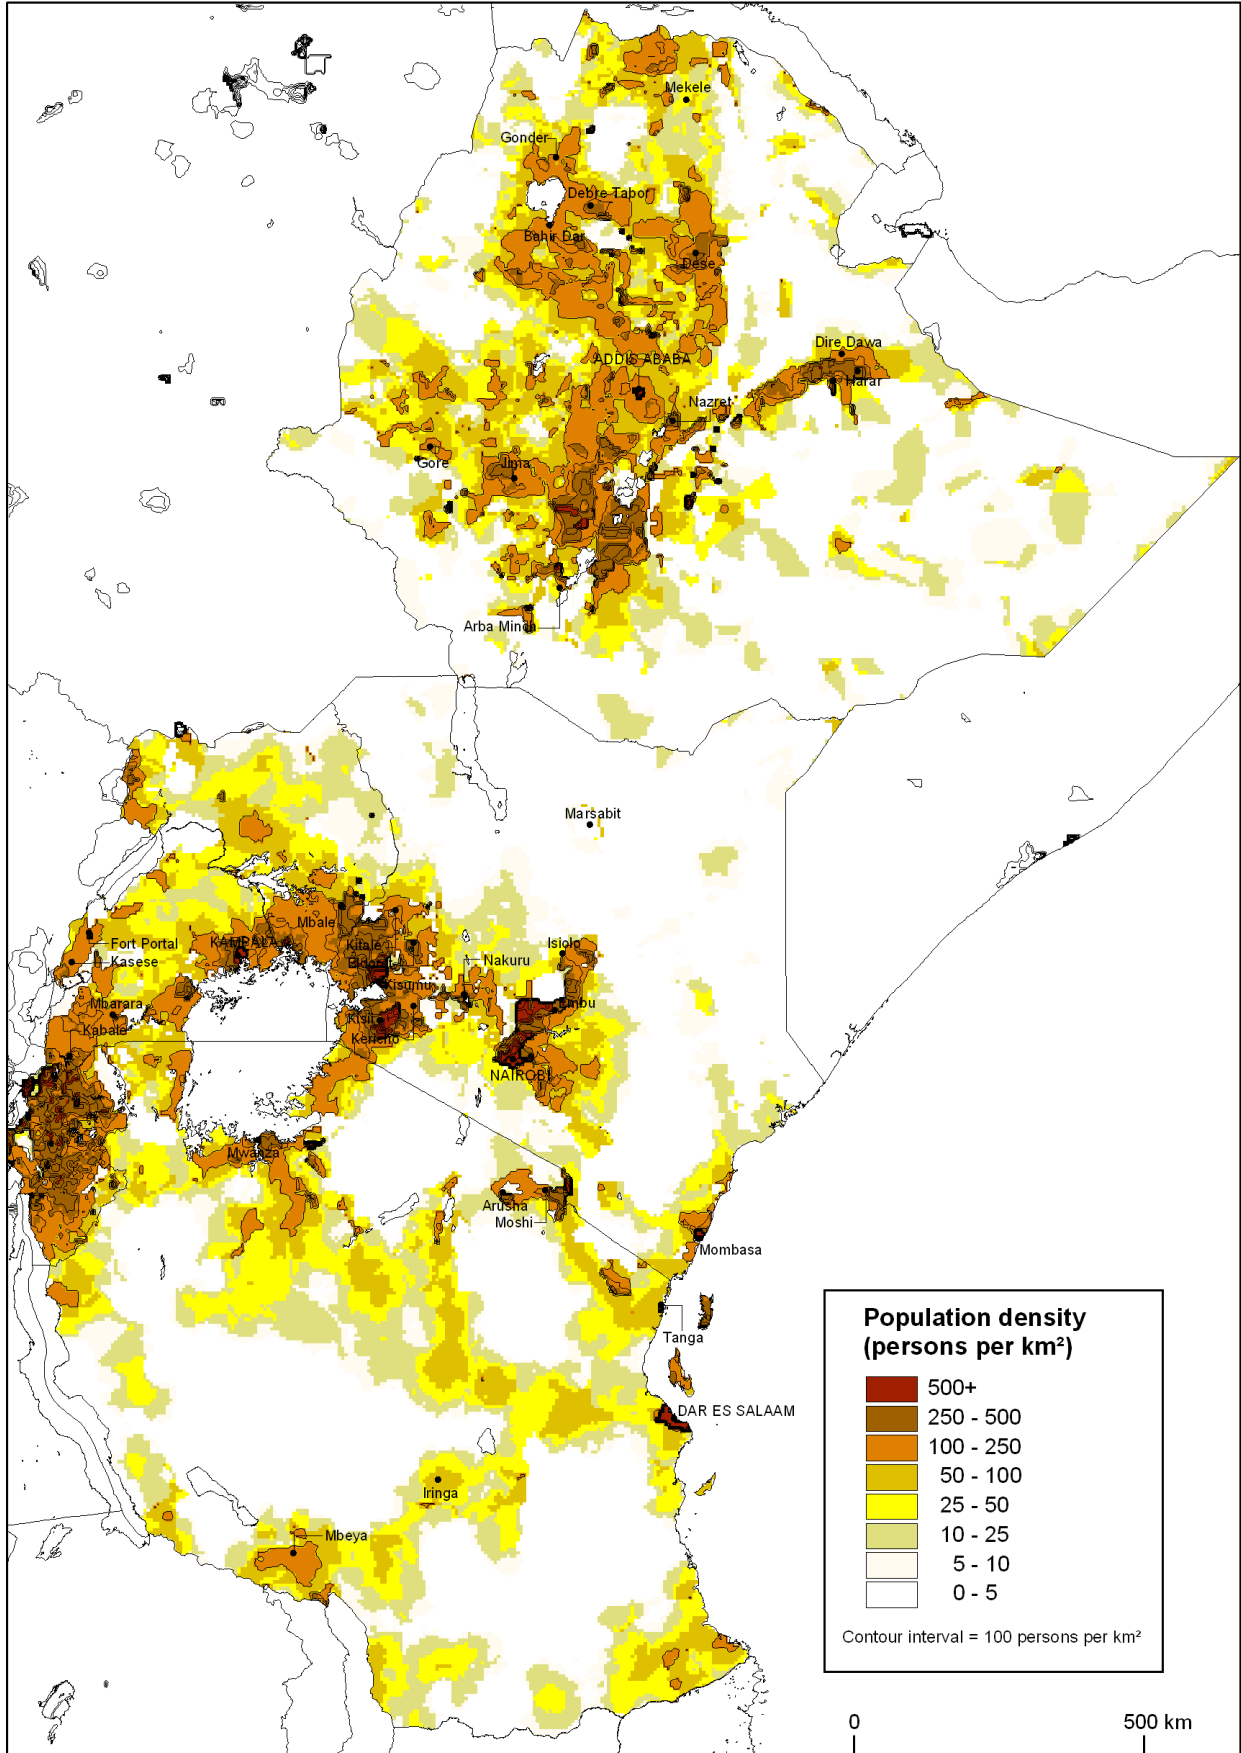 Mekele
Gonder
Debre Tabor
Bahir Dar
Dese
Dire Dawa
ADDIS ABABA
Harar
Nazret
Gore
Jima
Arba Minch
Marsabit
Mbale
Fort Portal
KAMPALA
Kitale
Isiolo
Kasese
Eldoret
Nakuru
Kisumu
Mbarara
Embu
Kabale
Kisii
Kericho
NAIROBI
Mwanza
Arusha
Moshi
Mombasa
Tanga
DAR ES SALAAM
Iringa
Mbeya
Population density
(persons per km²)
500+
250 - 500
100 - 250
50 - 100
25 - 50
10 - 25
5 - 10
0 - 5
Contour interval = 100 persons per km²
0 500 km